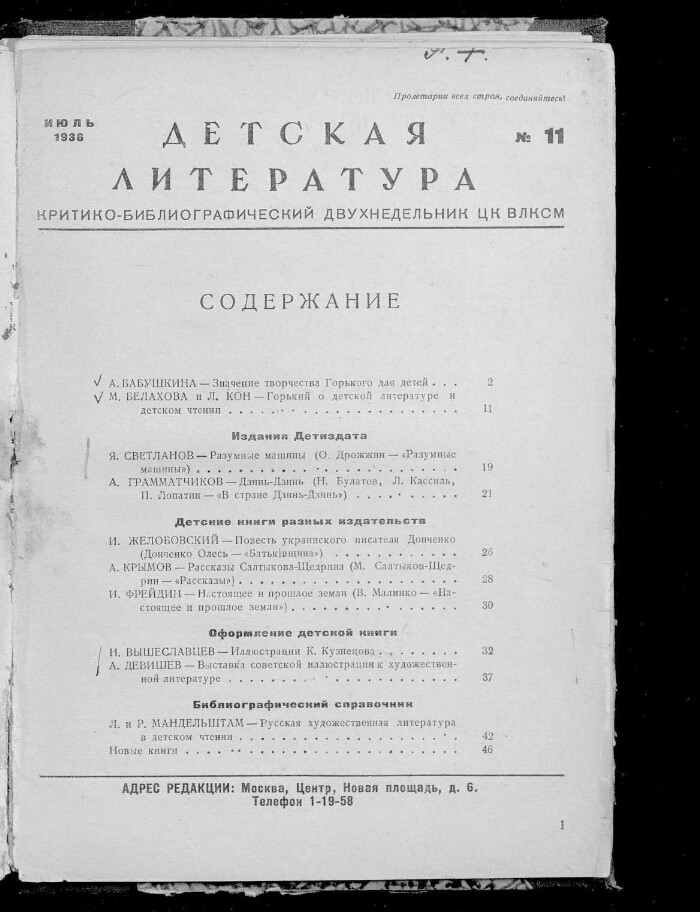 Пролетарии всех стран, соединяйтесь!
ИЮЛЬ
1936
ДЕТСКАЯ
№ 11
ЛИТЕРАТУРА
КРИТИКО-БИБЛИОГРАФИЧЕСКИЙ ДВУХНЕДЕЛЬНИК ЦК ВЛКСМ
СОДЕРЖАНИЕ
А. БАБУШКИНА — Значение творчества Горького для детей . . . 2
М. БЕЛАХОВА и Л. КОН — Горький о детской литературе и
детском чтении . . . . . . . . . . . . . . . . . . 11
Издания Детиздата
Я. СВЕТЛАНОВ — Разумные машины (О. Дрожжин — «Разумные
машины») . . . . . . . . . . . . . . . . . . . . 19
А. ГРАММАТЧИКОВ — Дзинь-Дзинь (Н. Булатов, Л. Кассиль,
П. Лопатин — «В стране Дзинь-Дзинь») . . . . . . . . 21
Детские книги разных издательств
И. ЖЕЛОБОВСКИЙ — Повесть украинского писателя Донченко
(Донченко Олесь — «Батькiвщина») . . . . . . . . . . 26
А. КРЫМОВ — Рассказы Салтыкова-Щедрина (М. Салтыков-Щед-
рин — «Рассказы») . . . . . . . . . . . . . . . . . 28
И. ФРЕЙДИН — Настоящее и прошлое земли (В. Малинко — «На-
стоящее и прошлое земли») . . . . . . . . . . . . . 30
Оформление детской книги
Н. ВЫШЕСЛАВЦЕВ — Иллюстрации К. Кузнецова . . . . . . . 32
А. ДЕВИШЕВ — Выставка советской иллюстрации к художествен-
ной литературе . . . . . . . . . . . . . . . . . . 37
Библиографический справочник
Л. и Р. МАНДЕЛЬШТАМ — Русская художественная литература
в детском чтении . . . . . . . . . . . . . . . . . 42
Новые книги . . . . . . . . . . . . . . . . . . . . . 46
АДРЕС РЕДАКЦИИ: Москва, Центр, Новая площадь, д. 6.
Телефон 1-19-58
1